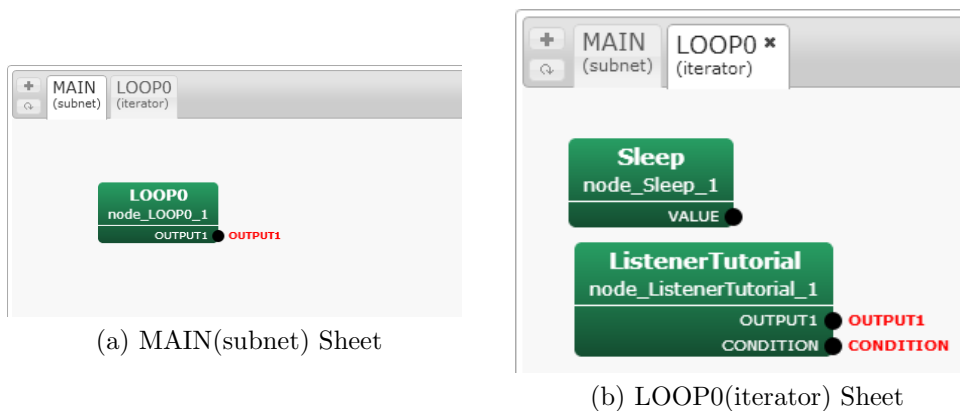 MAIN
(subnet)
LOOP0
(iterator)
LOOP0
node_LOOP0_1
OUTPUT1
OUTPUT1
(a) MAIN(subnet) Sheet
MAIN
(subnet)
LOOP0
(iterator)
Sleep
node_Sleep_1
VALUE
ListenerTutorial
node_ListenerTutorial_1
OUTPUT1
OUTPUT1
CONDITION
CONDITION
(b) LOOP0(iterator) Sheet